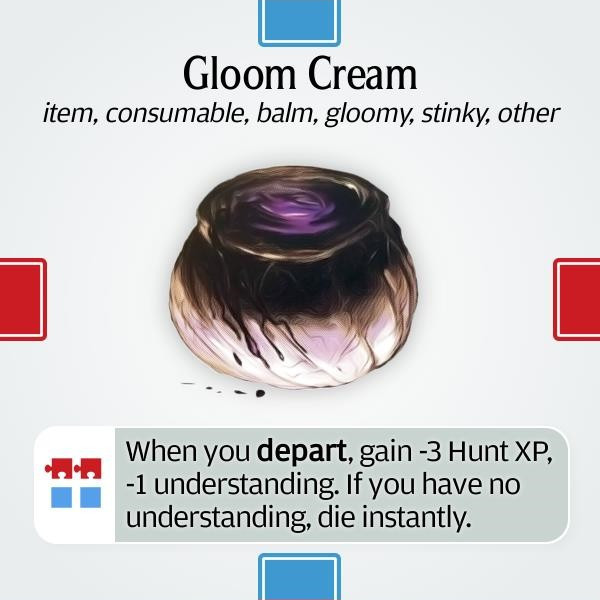 Gloom Cream
item, consumable, balm, gloomy, stinky, other
When you depart, gain -3 Hunt XP,
-1 understanding. If you have no
understanding, die instantly.